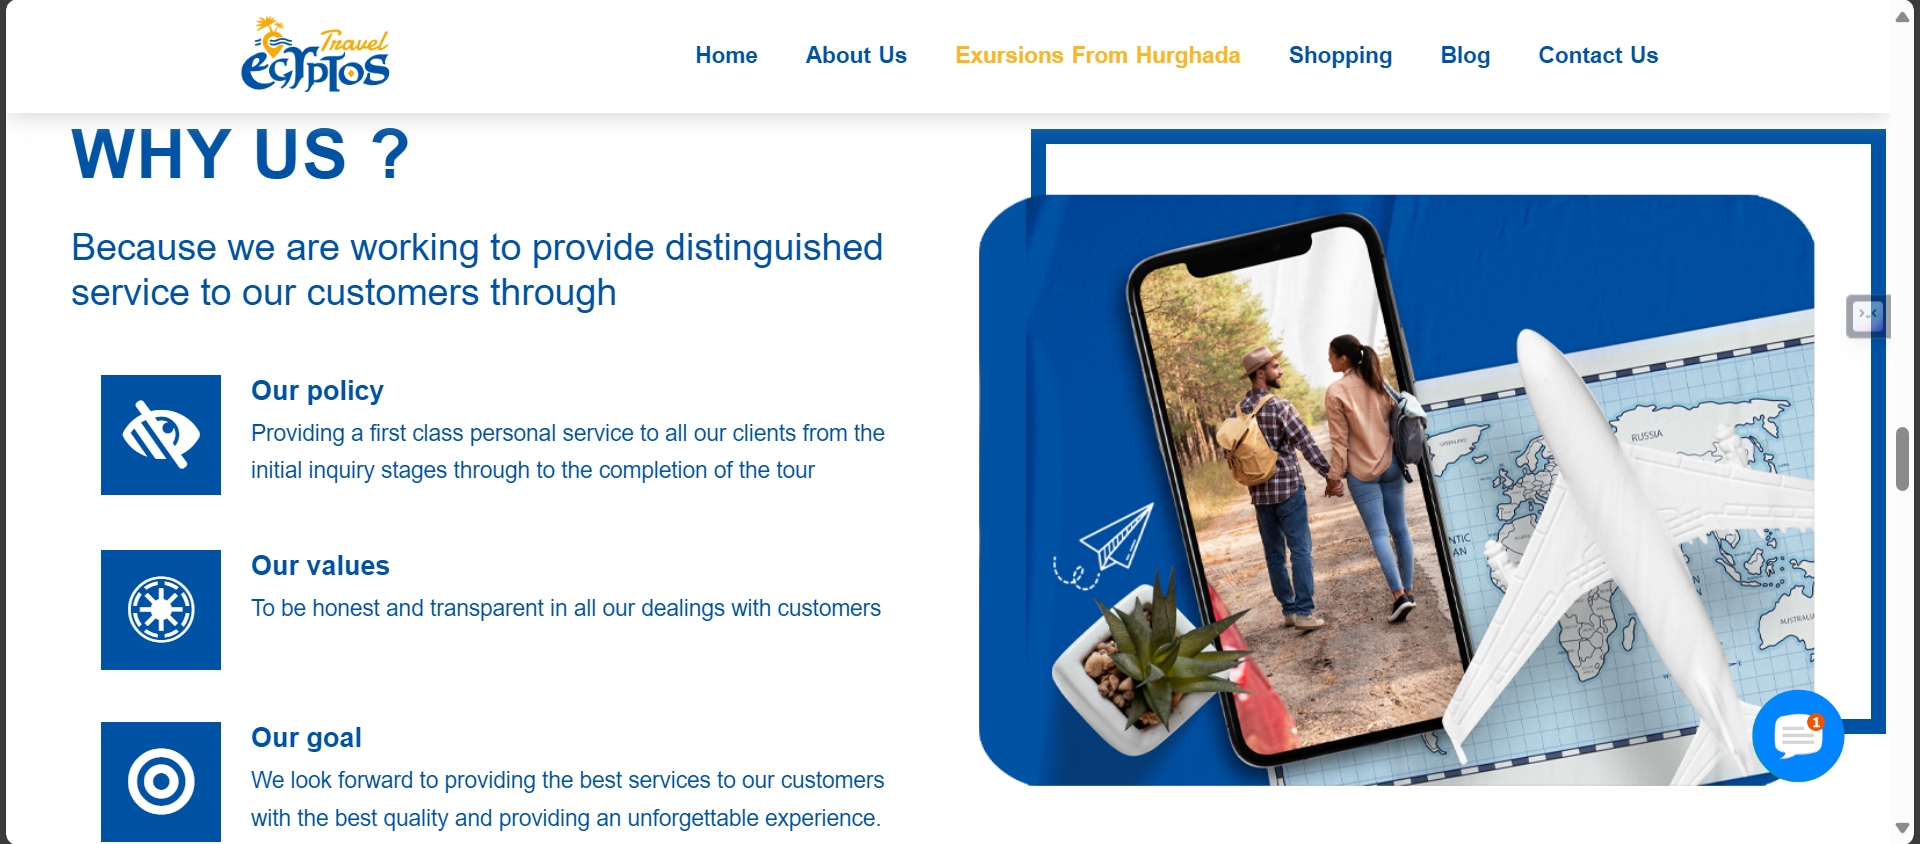 Travel
egyptos
Home
About Us
Exursions From Hurghada
Shopping
Blog
Contact Us
WHY US ?
Because we are working to provide distinguished
service to our customers through
Our policy
Providing a first class personal service to all our clients from the
initial inquiry stages through to the completion of the tour
Our values
To be honest and transparent in all our dealings with customers
Our goal
We look forward to providing the best services to our customers
with the best quality and providing an unforgettable experience.
GREENLAND
RUSSIA
NTIC
AN
AUSTRALIA
1